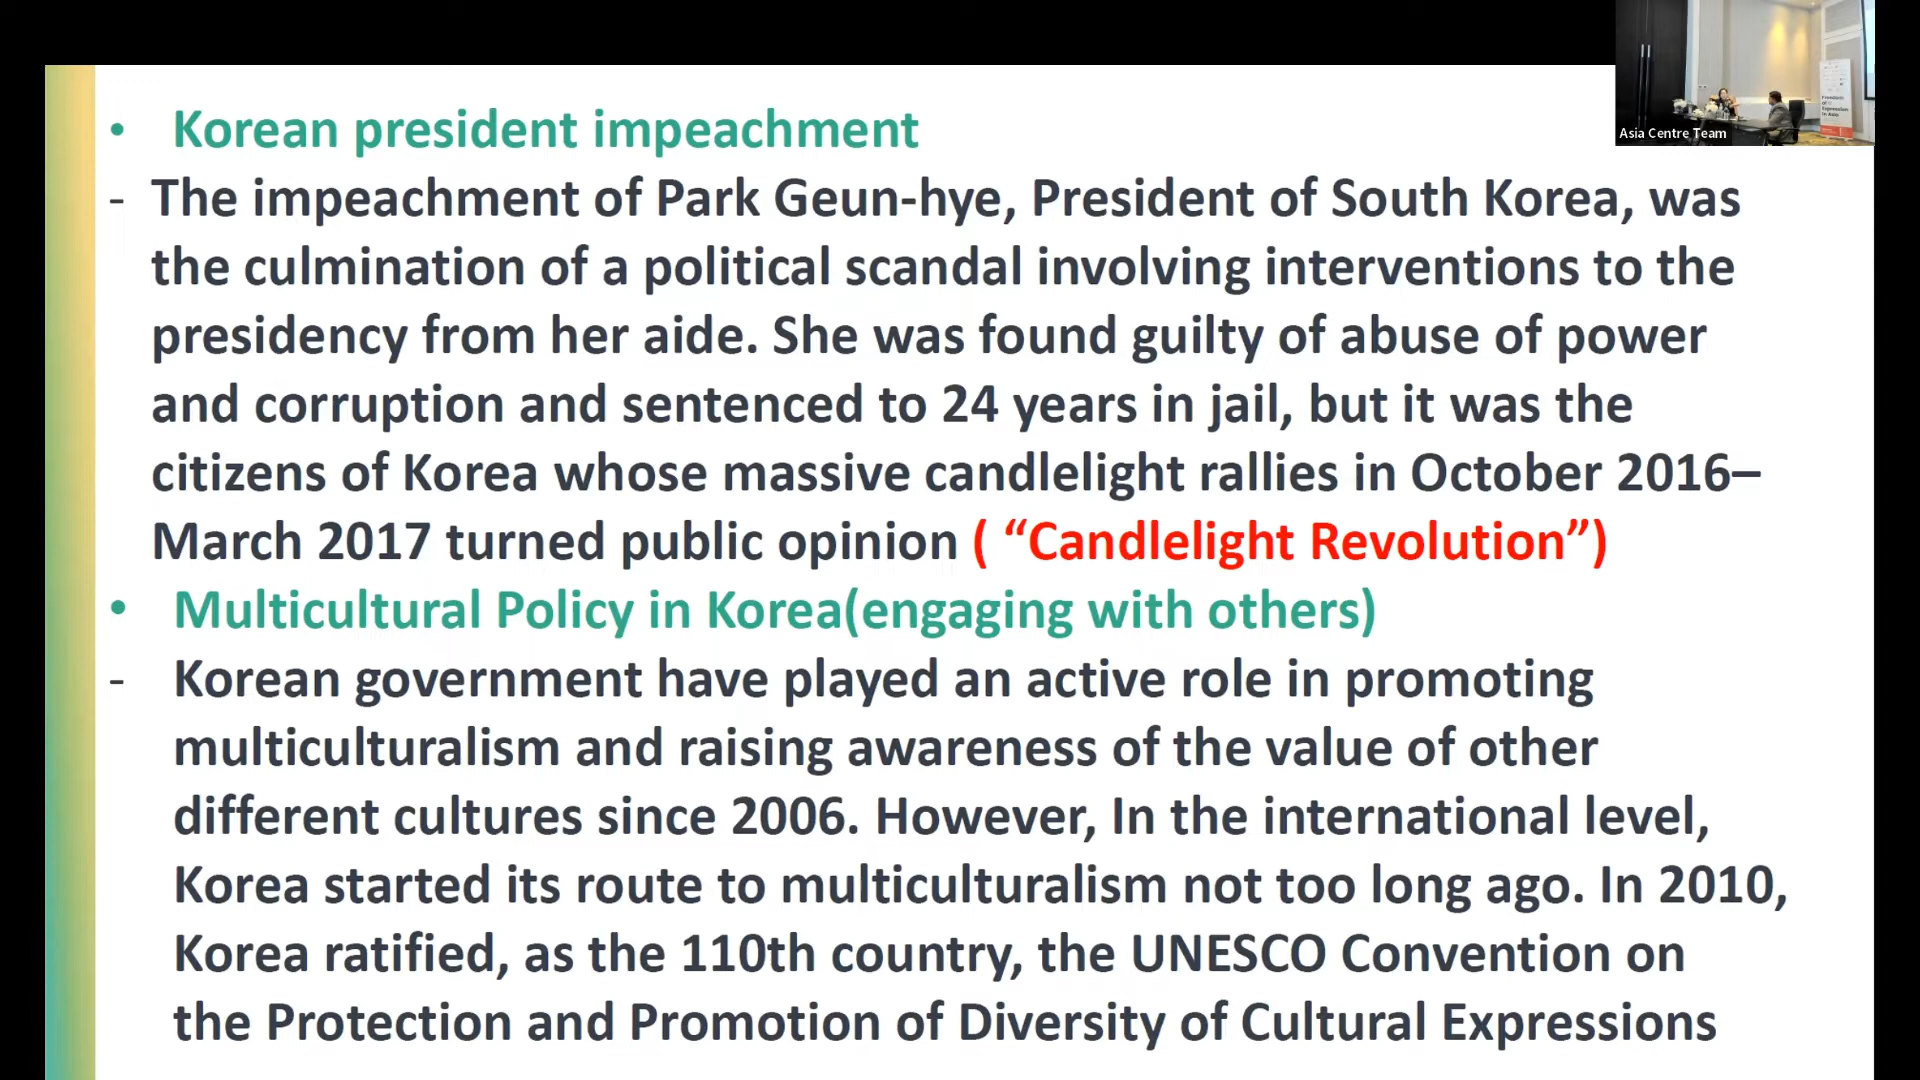 • Korean president impeachment
- The impeachment of Park Geun-hye, President of South Korea, was
the culmination of a political scandal involving interventions to the
presidency from her aide. She was found guilty of abuse of power
and corruption and sentenced to 24 years in jail, but it was the
citizens of Korea whose massive candlelight rallies in October 2016–
March 2017 turned public opinion ( “Candlelight Revolution”)
• Multicultural Policy in Korea(engaging with others)
- Korean government have played an active role in promoting
multiculturalism and raising awareness of the value of other
different cultures since 2006. However, In the international level,
Korea started its route to multiculturalism not too long ago. In 2010,
Korea ratified, as the 110th country, the UNESCO Convention on
the Protection and Promotion of Diversity of Cultural Expressions
Asia Centre Team